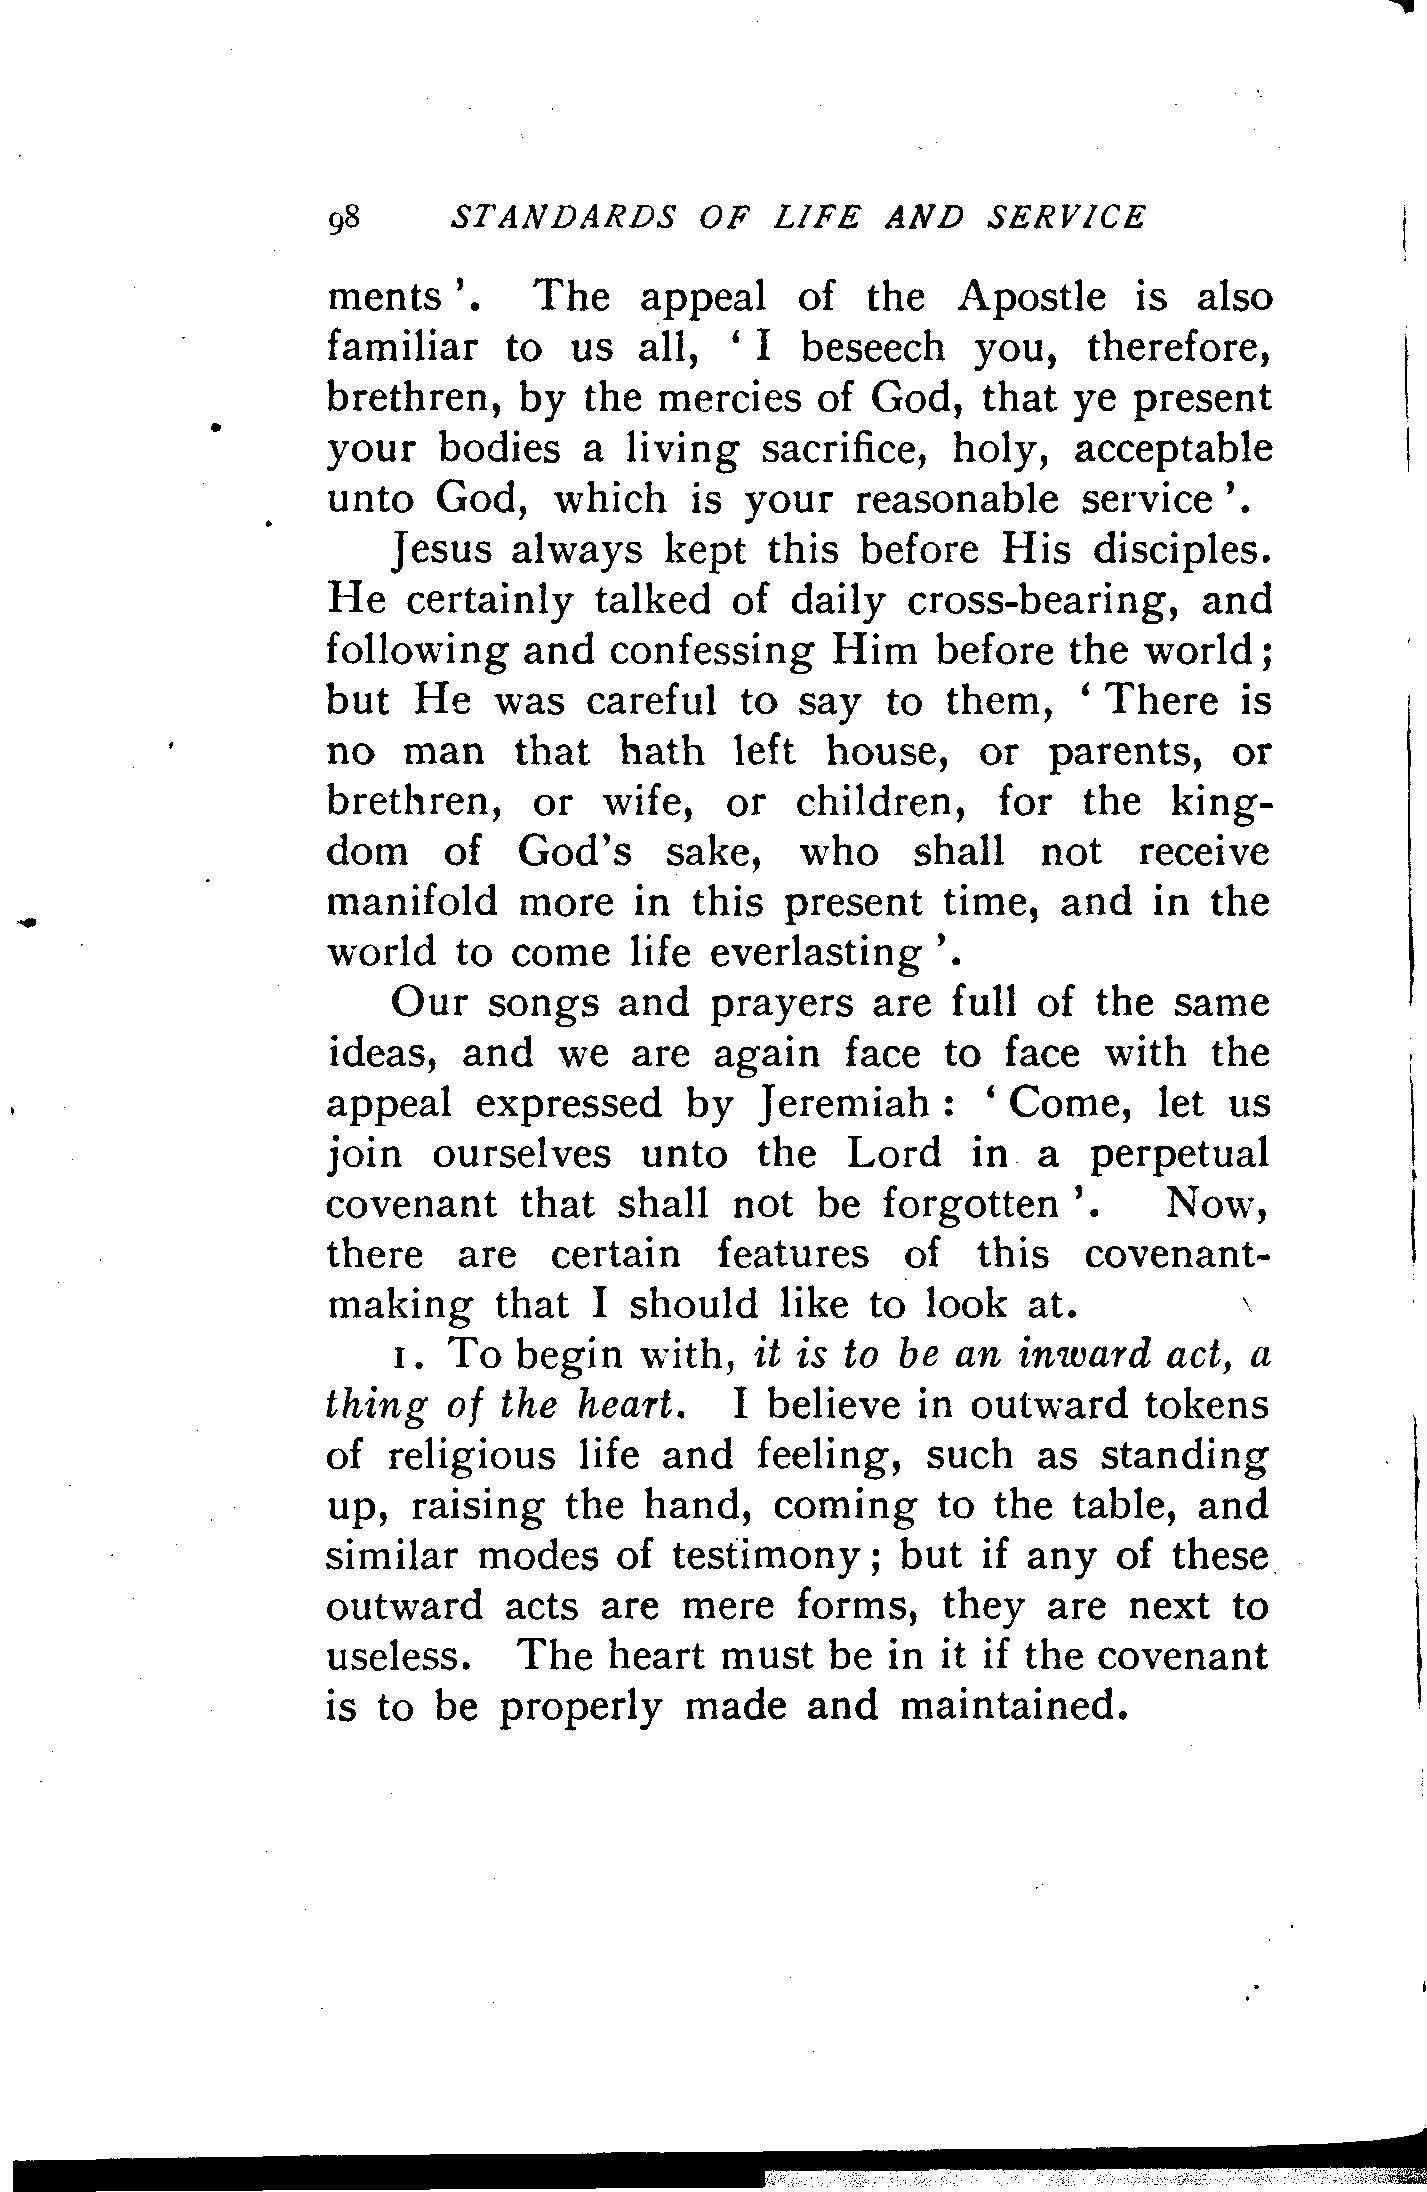 98 STANDARDS OF LIFE AND SERVICE
ments '. The appeal of the Apostle is also
familiar to us all, ' I beseech you, therefore,
brethren, by the mercies of God, that ye present
your bodies a living sacrifice, holy, acceptable
unto God, which is your reasonable service '.
Jesus always kept this before His disciples.
He certainly talked of daily cross-bearing, and
following and confessing Him before the world ;
but He was careful to say to them, ' There is
no man that hath left house, or parents, or
brethren, or wife, or children, for the king-
dom of God's sake, who shall not receive
manifold more in this present time, and in the
world to come life everlasting '.
Our songs and prayers are full of the same
ideas, and we are again face to face with the
appeal expressed by Jeremiah : ' Come, let us
join ourselves unto the Lord in a perpetual
covenant that shall not be forgotten '. Now,
there are certain features of this covenant-
making that I should like to look at.
1. To begin with, it is to be an inward act, a
thing of the heart. I believe in outward tokens
of religious life and feeling, such as standing
up, raising the hand, coming to the table, and
similar modes of testimony ; but if any of these
outward acts are mere forms, they are next to
useless. The heart must be in it if the covenant
is to be properly made and maintained.